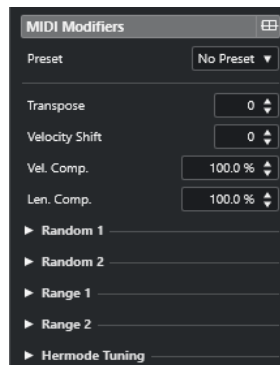 MIDI Modifiers
Preset No Preset
Transpose 0
Velocity Shift 0
Vel. Comp. 100.0 %
Len. Comp. 100.0 %
Random 1
Random 2
Range 1
Range 2
Hermode Tuning